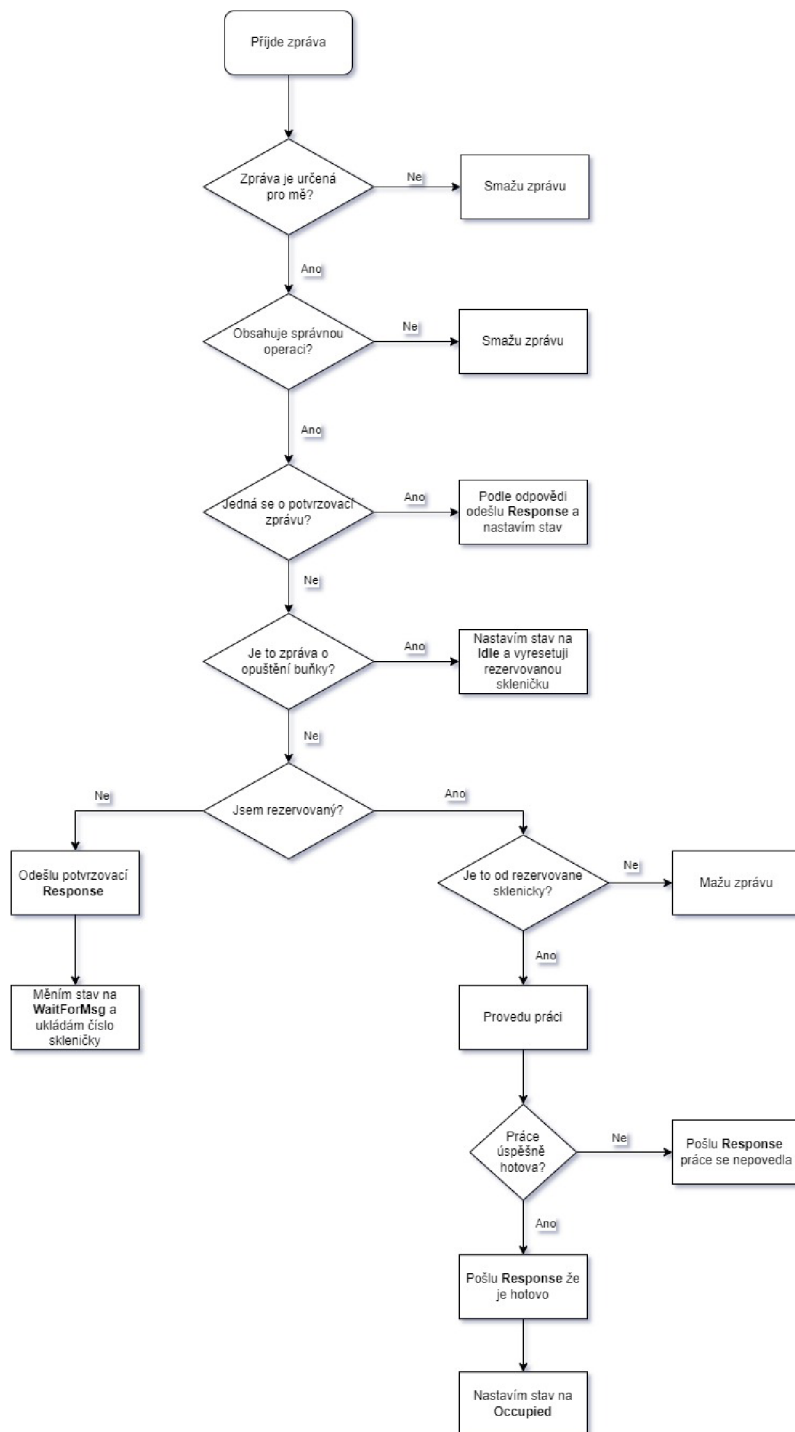 Příjde zpráva
Zpráva je určená
pro mě?
Ne
Smažu zprávu
Ano
Obsahuje správnou
operaci?
Ne
Smažu zprávu
Ano
Jedná se o potvrzovací
zprávu?
Ano
Podle odpovědi
odešlu Response a
nastavím stav
Ne
Je to zpráva o
opuštění buňky?
Ano
Nastavím stav na
Idle a vyresetuji
rezervovanou
skleničku
Ne
Jsem rezervovaný?
Ne
Ano
Odešlu potvrzovací
Response
Měním stav na
WaitForMsg a
ukládám číslo
skleničky
Je to od rezervovane
sklenicky?
Ne
Mažu zprávu
Ano
Provedu práci
Práce
úspěšně
hotova?
Ne
Pošlu Response
práce se nepovedla
Ano
Pošlu Response že
je hotovo
Nastavím stav na
Occupied